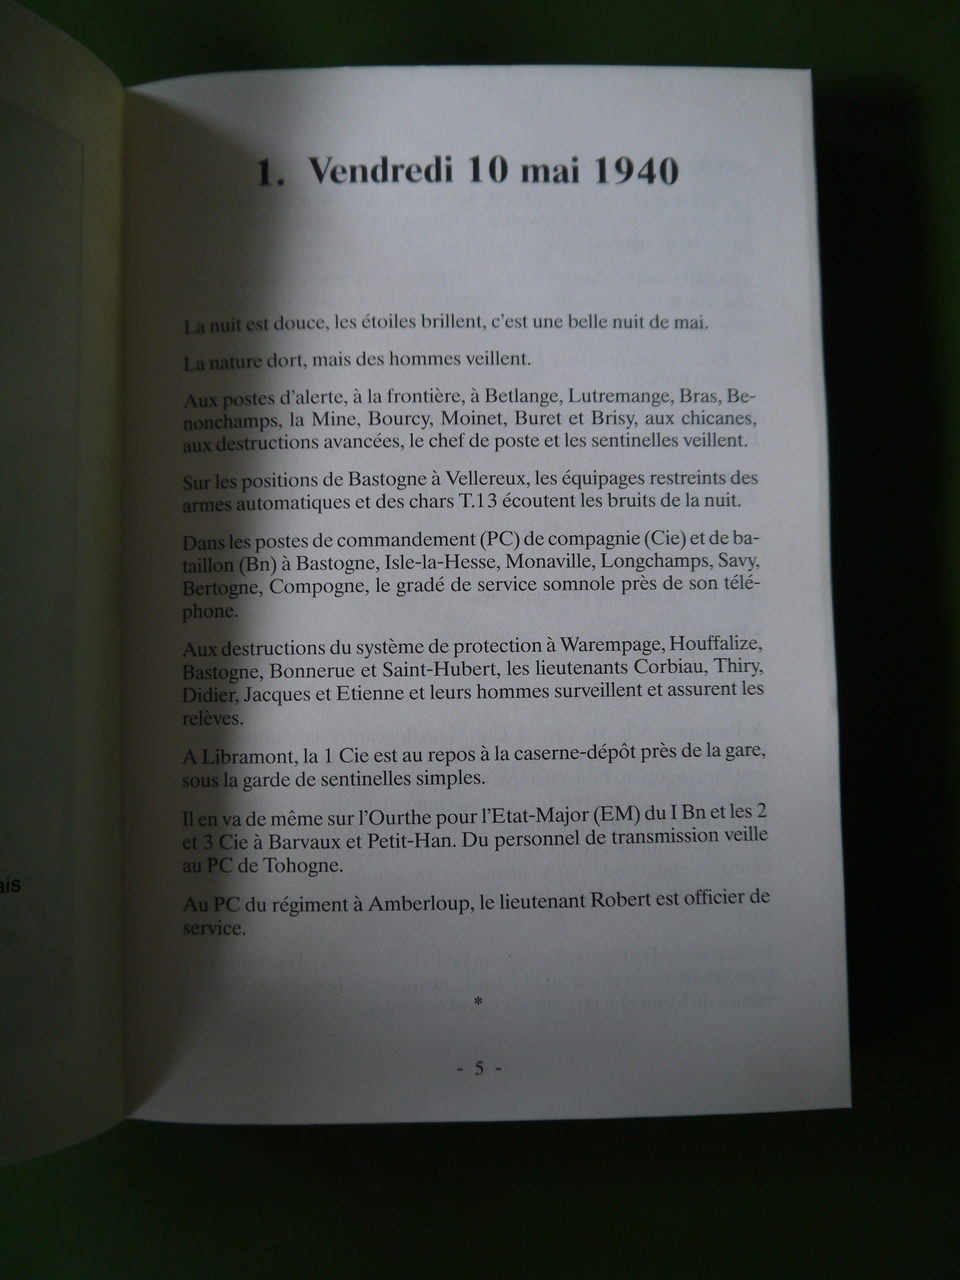 1. Vendredi 10 mai 1940
La nuit est douce, les étoiles brillent, c'est une belle nuit de mai.
La nature dort, mais des hommes veillent.
Aux postes d'alerte, à la frontière, à Betlange, Lutremange, Bras, Be-
nonchamps, la Mine, Bourcy, Moinet, Buret et Brisy, aux chicanes,
aux destructions avancées, le chef de poste et les sentinelles veillent.
Sur les positions de Bastogne à Vellereux, les équipages restreints des
armes automatiques et des chars T.13 écoutent les bruits de la nuit.
Dans les postes de commandement (PC) de compagnie (Cie) et de ba-
taillon (Bn) à Bastogne, Isle-la-Hesse, Monaville, Longchamps, Savy,
Bertogne, Compogne, le gradé de service somnole près de son télé-
phone.
Aux destructions du système de protection à Warempage, Houffalize,
Bastogne, Bonnerue et Saint-Hubert, les lieutenants Corbiau, Thiry,
Didier, Jacques et Etienne et leurs hommes surveillent et assurent les
relèves.
A Libramont, la 1 Cie est au repos à la caserne-dépôt près de la gare,
sous la garde de sentinelles simples.
Il en va de même sur l'Ourthe pour l'Etat-Major (EM) du I Bn et les 2
et 3 Cie à Barvaux et Petit-Han. Du personnel de transmission veille
au PC de Tohogne.
Au PC du régiment à Amberloup, le lieutenant Robert est officier de
service.
*
- 5 -
ais